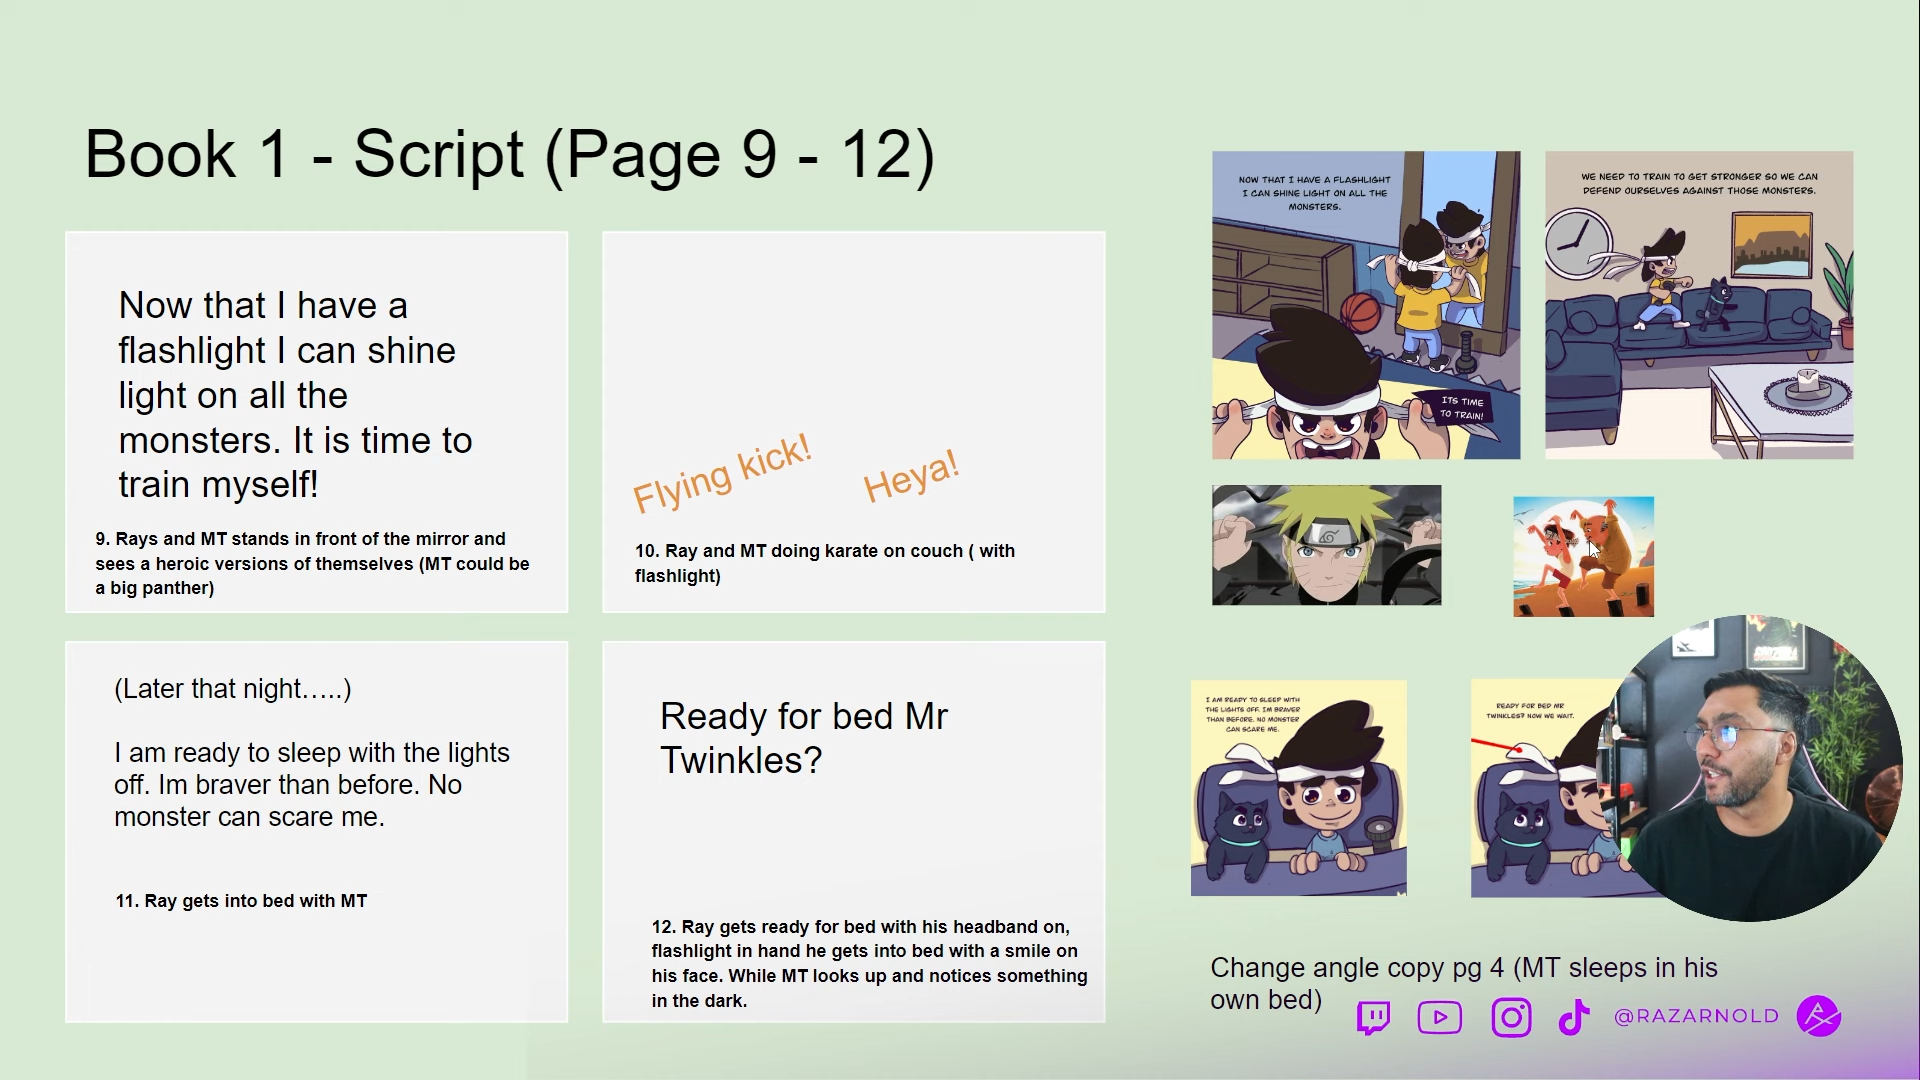 Book 1 - Script (Page 9 - 12)
Now that I have a
flashlight I can shine
light on all the
monsters. It is time to
train myself!
9. Rays and MT stands in front of the mirror and
sees a heroic versions of themselves (MT could be
a big panther)
Flying kick!
Heya!
10. Ray and MT doing karate on couch ( with
flashlight)
(Later that night…..)
I am ready to sleep with the lights
off. Im braver than before. No
monster can scare me.
11. Ray gets into bed with MT
Ready for bed Mr
Twinkles?
12. Ray gets ready for bed with his headband on,
flashlight in hand he gets into bed with a smile on
his face. While MT looks up and notices something
in the dark.
NOW THAT I HAVE A FLASHLIGHT
I CAN SHINE LIGHT ON ALL THE
MONSTERS.
ITS TIME
TO TRAIN!
WE NEED TO TRAIN TO GET STRONGER SO WE CAN
DEFEND OURSELVES AGAINST THOSE MONSTERS.
I AM READY TO SLEEP WITH
THE LIGHTS OFF. IM BRAVER
THAN BEFORE. NO MONSTER
CAN SCARE ME.
READY FOR BED MR
TWINKLES? NOW WE WAIT.
Change angle copy pg 4 (MT sleeps in his
own bed)
@RAZARNOLD